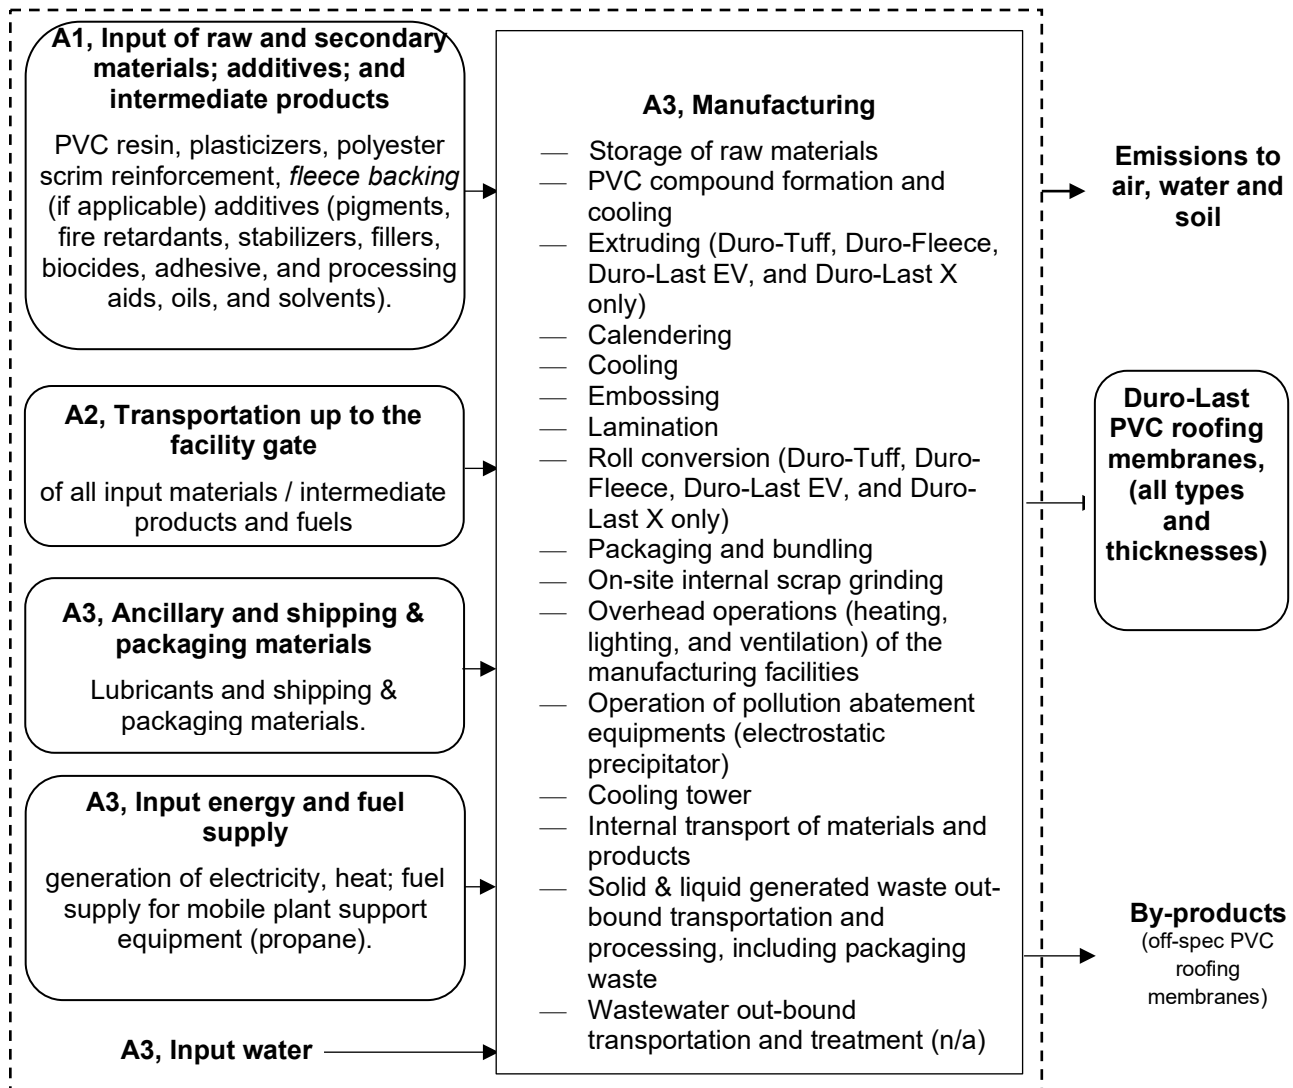 A1, Input of raw and secondary
materials; additives; and
intermediate products
PVC resin, plasticizers, polyester
scrim reinforcement, fleece backing
(if applicable) additives (pigments,
fire retardants, stabilizers, fillers,
biocides, adhesive, and processing
aids, oils, and solvents).
A2, Transportation up to the
facility gate
of all input materials / intermediate
products and fuels
A3, Ancillary and shipping &
packaging materials
Lubricants and shipping &
packaging materials.
A3, Input energy and fuel
supply
generation of electricity, heat; fuel
supply for mobile plant support
equipment (propane).
A3, Input water
A3, Manufacturing
— Storage of raw materials
— PVC compound formation and
cooling
— Extruding (Duro-Tuff, Duro-Fleece,
Duro-Last EV, and Duro-Last X
only)
— Calendering
— Cooling
— Embossing
— Lamination
— Roll conversion (Duro-Tuff, Duro-
Fleece, Duro-Last EV, and Duro-
Last X only)
— Packaging and bundling
— On-site internal scrap grinding
— Overhead operations (heating,
lighting, and ventilation) of the
manufacturing facilities
— Operation of pollution abatement
equipments (electrostatic
precipitator)
— Cooling tower
— Internal transport of materials and
products
— Solid & liquid generated waste out-
bound transportation and
processing, including packaging
waste
— Wastewater out-bound
transportation and treatment (n/a)
Emissions to
air, water and
soil
Duro-Last
PVC roofing
membranes,
(all types
and
thicknesses)
By-products
(off-spec PVC
roofing
membranes)